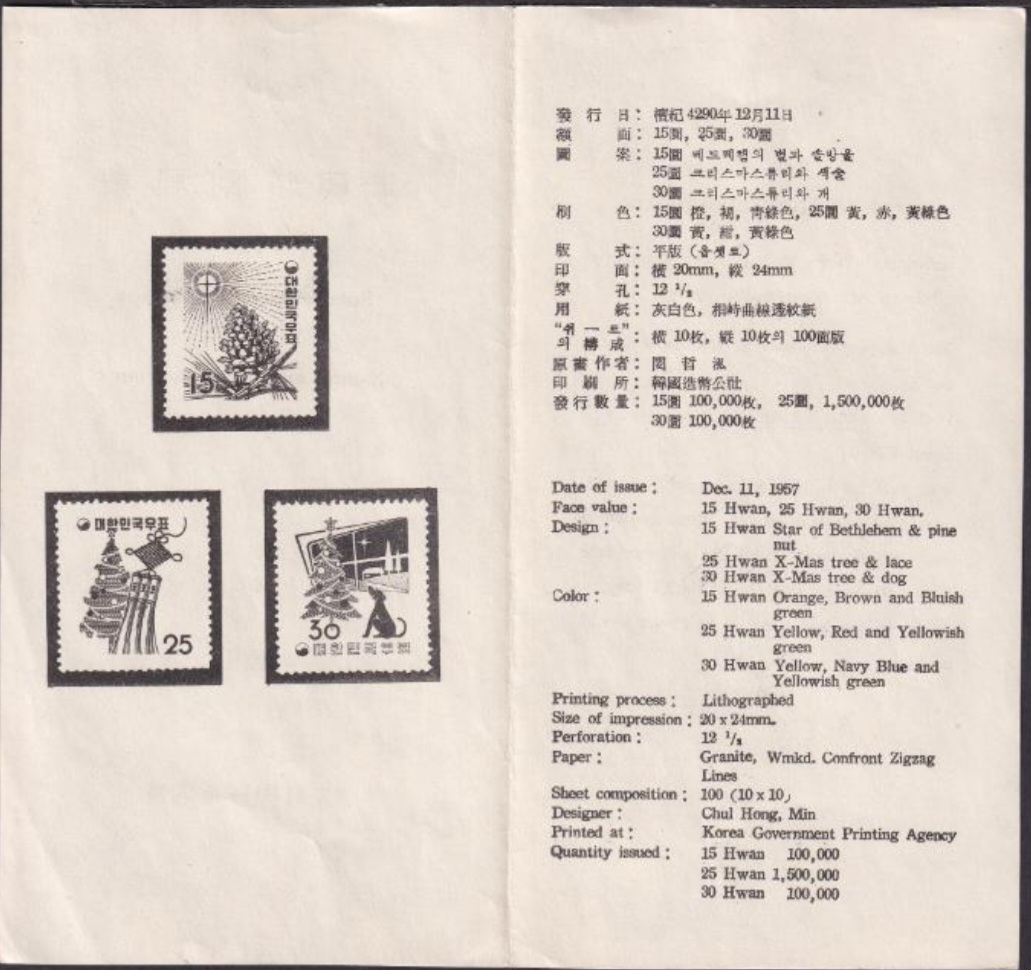 대한민국우표
15
대한민국우표
25
30
대한민국우표
發行日: 檀紀 4290年 12月 11日
額面: 15圜, 25圜, 30圜
圖案: 15圜 베드레헴의 별과 솔방울
25圜 크리스마스튜리와 색술
30圜 크리스마스튜리와 개
刷色: 15圜 橙, 褐, 靑綠色, 25圜 黃, 赤, 黃綠色
30圜 黃, 紺, 黃綠色
版式: 平版 (옵셋트)
印面: 橫 20mm, 縱 24mm
穿孔: 12 ½
用紙: 灰白色, 相峙曲線透紋紙
"쉬一트"의 構成: 橫 10枚, 縱 10枚의 100面版
原畫作者: 閔哲泓
印刷所: 韓國造幣公社
發行數量: 15圜 100,000枚, 25圜, 1,500,000枚
30圜 100,000枚
Date of issue: Dec. 11, 1957
Face value: 15 Hwan, 25 Hwan, 30 Hwan.
Design: 15 Hwan Star of Bethlehem & pine
nut
25 Hwan X-Mas tree & lace
30 Hwan X-Mas tree & dog
Color: 15 Hwan Orange, Brown and Bluish
green
25 Hwan Yellow, Red and Yellowish
green
30 Hwan Yellow, Navy Blue and
Yellowish green
Printing process: Lithographed
Size of impression: 20 x 24mm.
Perforation: 12 ½
Paper: Granite, Wmkd. Confront Zigzag
Lines
Sheet composition: 100 (10 x 10)
Designer: Chul Hong, Min
Printed at: Korea Government Printing Agency
Quantity issued: 15 Hwan 100,000
25 Hwan 1,500,000
30 Hwan 100,000